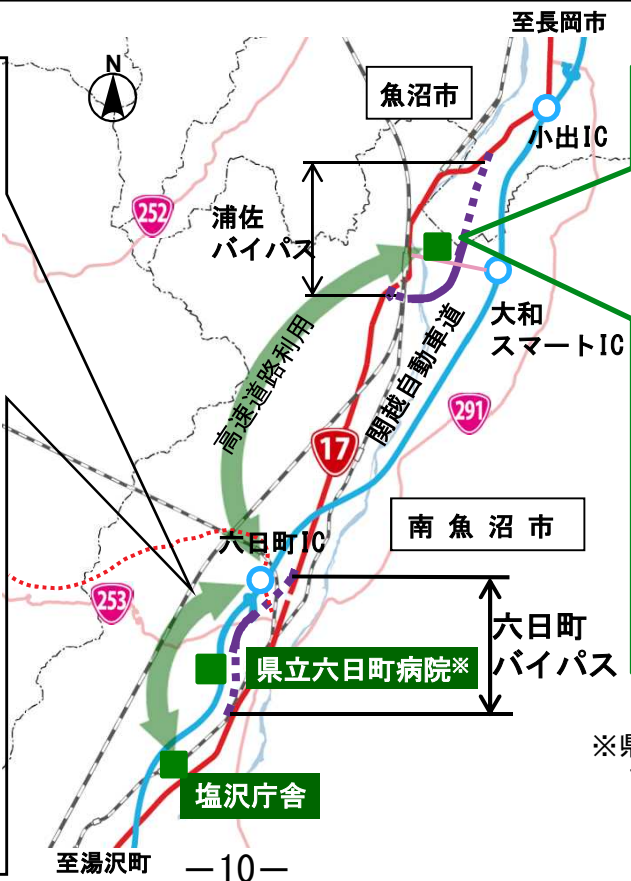 至長岡市
N
魚沼市
小出IC
252
浦佐
バイパス
大和
スマートIC
高速道路利用
関越自動車道
291
17
南魚沼市
六日町IC
253
六日町
バイパス
県立六日町病院※
※県
塩沢庁舎
至湯沢町
－10－